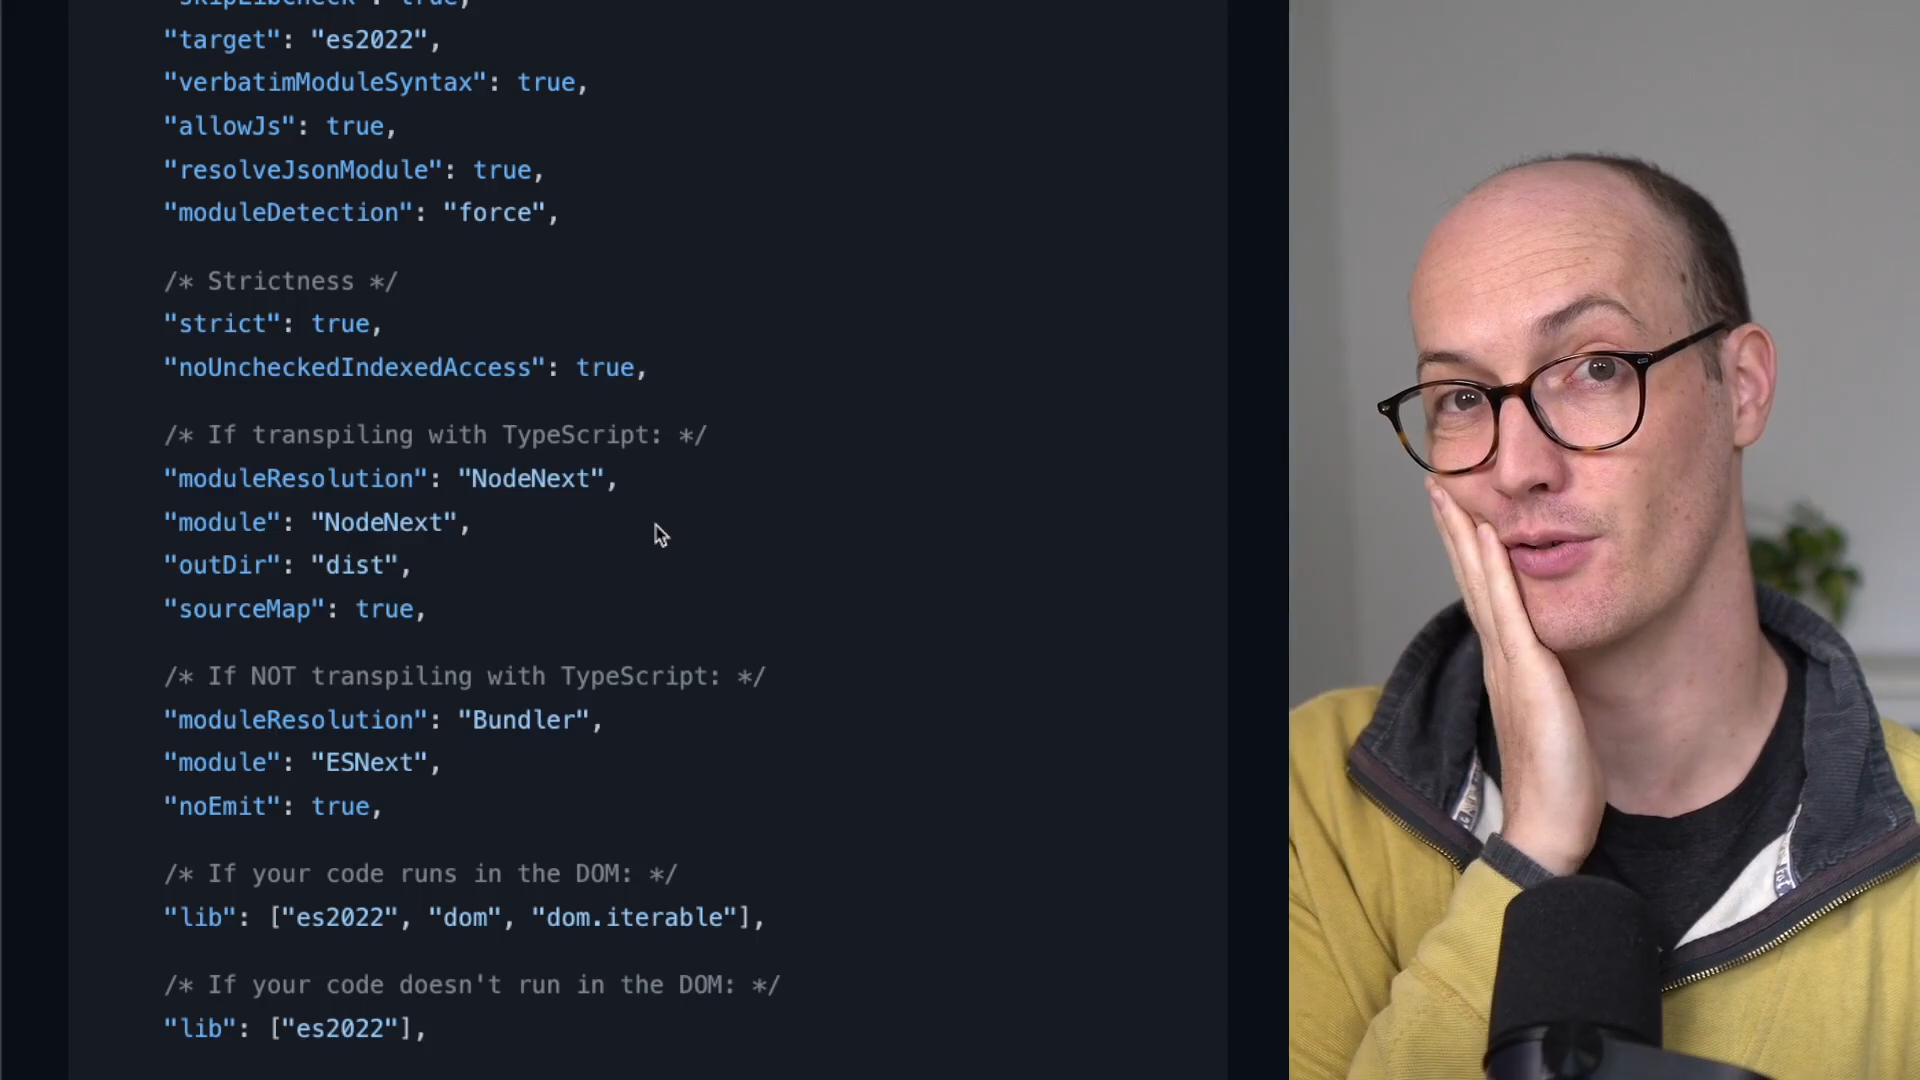 "skipLibCheck": true,
"target": "es2022",
"verbatimModuleSyntax": true,
"allowJs": true,
"resolveJsonModule": true,
"moduleDetection": "force",
/* Strictness */
"strict": true,
"noUncheckedIndexedAccess": true,
/* If transpiling with TypeScript: */
"moduleResolution": "NodeNext",
"module": "NodeNext",
"outDir": "dist",
"sourceMap": true,
/* If NOT transpiling with TypeScript: */
"moduleResolution": "Bundler",
"module": "ESNext",
"noEmit": true,
/* If your code runs in the DOM: */
"lib": ["es2022", "dom", "dom.iterable"],
/* If your code doesn't run in the DOM: */
"lib": ["es2022"],